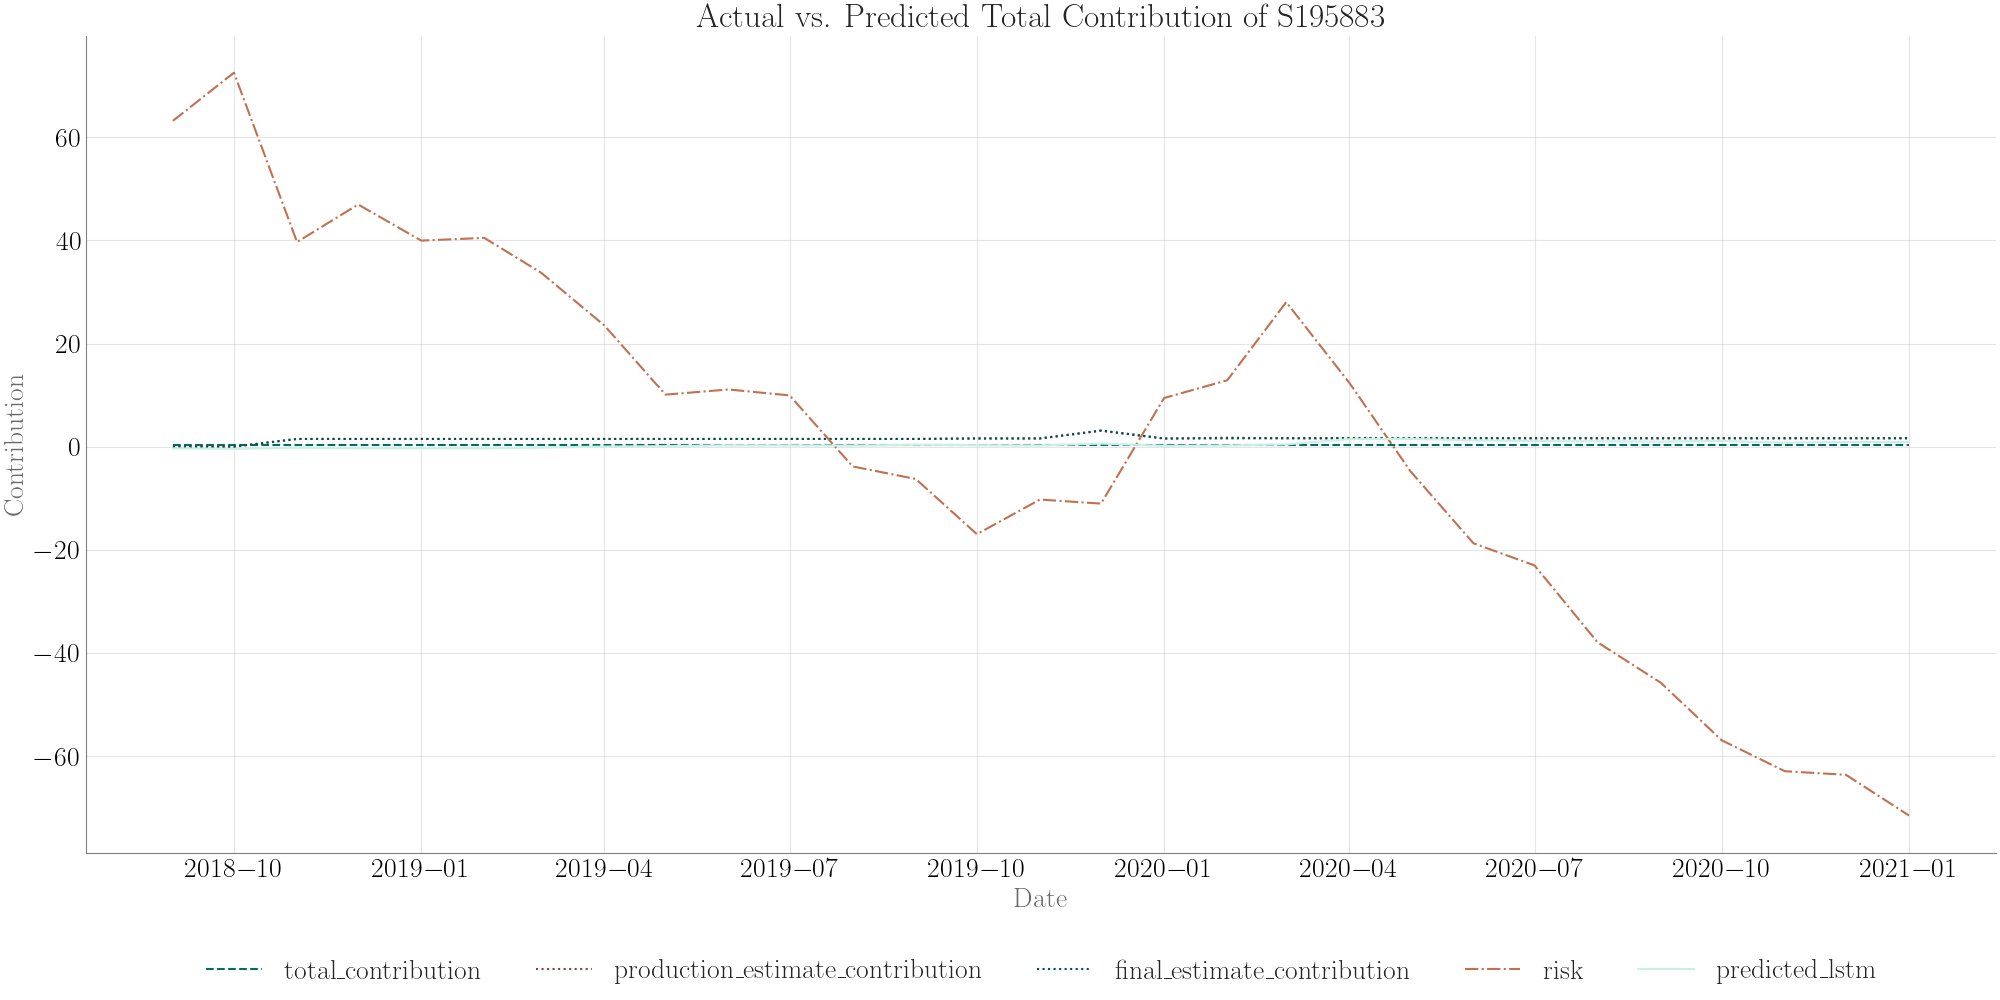 Actual vs. Predicted Total Contribution of S195883
Contribution
60
40
20
0
−20
−40
−60
2018−10 2019−01 2019−04 2019−07 2019−10 2020−01 2020−04 2020−07 2020−10 2021−01
Date
total_contribution production_estimate_contribution final_estimate_contribution risk predicted_lstm